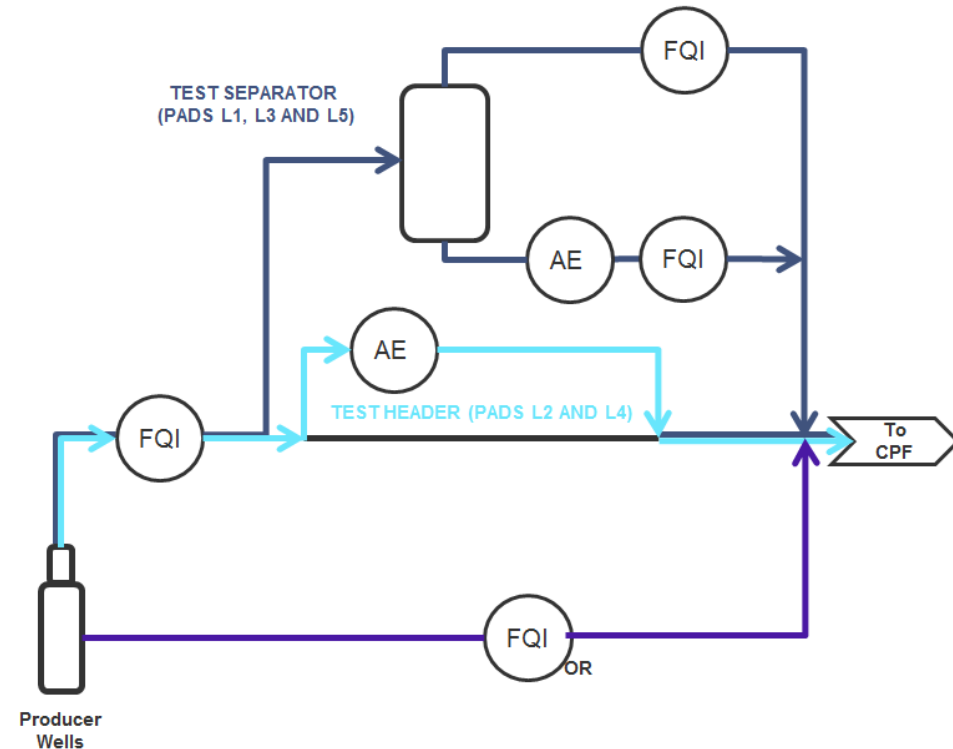 FQI
TEST SEPARATOR
(PADS L1, L3 AND L5)
AE
FQI
AE
TEST HEADER (PADS L2 AND L4)
FQI
To
CPF
FQI
OR
Producer
Wells